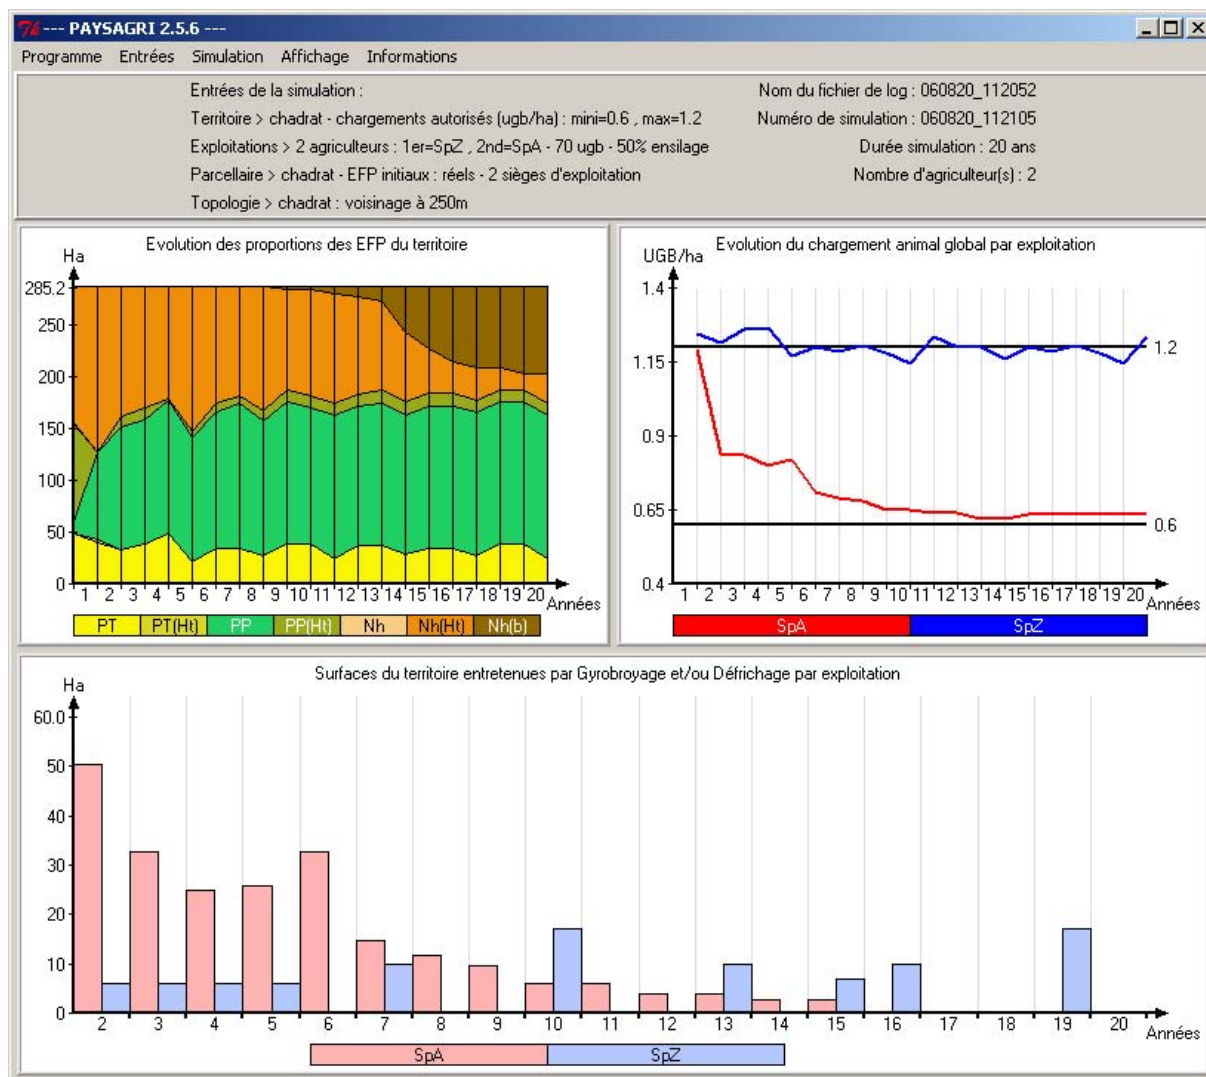 --- PAYSAGRI 2.5.6 ---
Programme Entrées Simulation Affichage Informations
Entrées de la simulation :
Territoire > chadrat - chargements autorisés (ugb/ha) : mini=0.6 , max=1.2
Exploitations > 2 agriculteurs : 1er=SpZ , 2nd=SpA - 70 ugb - 50% ensilage
Parcellaire > chadrat - EFP initiaux : réels - 2 sièges d'exploitation
Topologie > chadrat : voisinage à 250m
Nom du fichier de log : 060820_112052
Numéro de simulation : 060820_112105
Durée simulation : 20 ans
Nombre d'agriculteur(s) : 2
Evolution des proportions des EFP du territoire
Ha
285.2
250
200
150
100
50
0
1 2 3 4 5 6 7 8 9 10 11 12 13 14 15 16 17 18 19 20
Années
PT PT(Ht) PP PP(Ht) Nh Nh(Ht) Nh(b)
Evolution du chargement animal global par exploitation
UGB/ha
1.4
1.15
0.9
0.65
0.4
1.2
0.6
1 2 3 4 5 6 7 8 9 10 11 12 13 14 15 16 17 18 19 20
Années
SpA SpZ
Surfaces du territoire entretenues par Gyrobroyage et/ou Défrichage par exploitation
Ha
60.0
50
40
30
20
10
0
2 3 4 5 6 7 8 9 10 11 12 13 14 15 16 17 18 19 20
Années
SpA SpZ